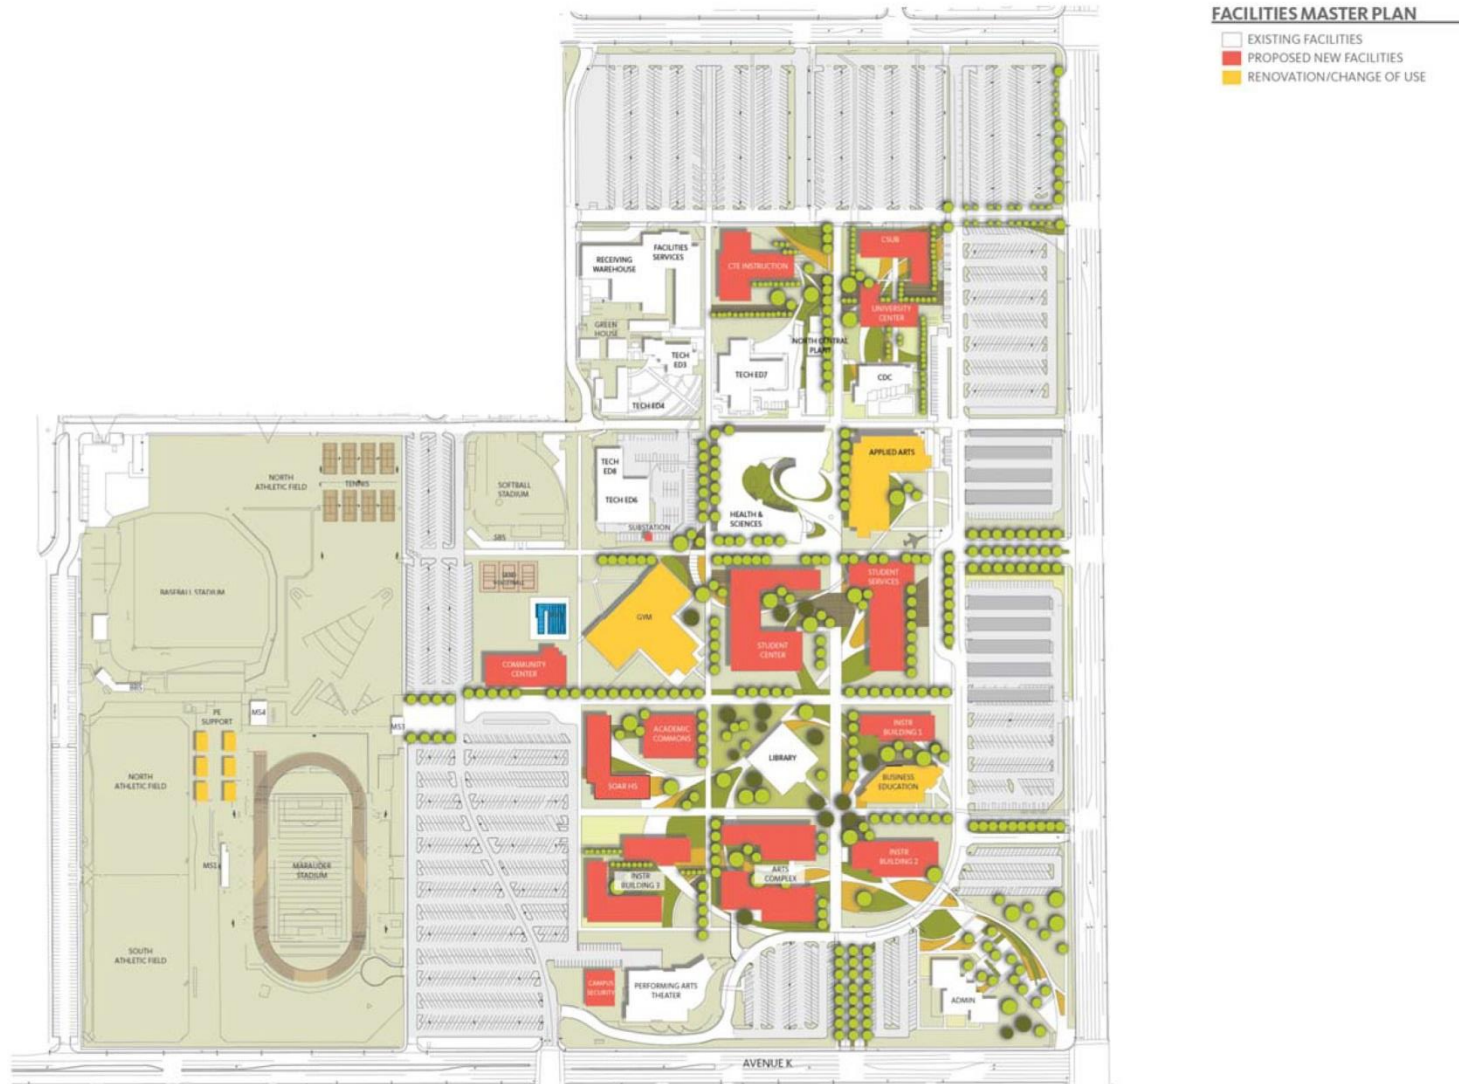 FACILITIES MASTER PLAN
EXISTING FACILITIES
PROPOSED NEW FACILITIES
RENOVATION/CHANGE OF USE
RECEIVING
WAREHOUSE
FACILITIES
SERVICES
CTE INSTRUCTION
CSUB
UNIVERSITY
CENTER
GREEN
HOUSE
TECH
ED3
TECH ED4
TECH ED7
NORTH CENTRAL
PLANT
CDC
NORTH
ATHLETIC FIELD
TENNIS
SOFTBALL
STADIUM
TECH
ED8
TECH ED6
SUBSTATION
HEALTH &
SCIENCES
APPLIED ARTS
SBS
BASEBALL STADIUM
GYM
STUDENT
SERVICES
STUDENT
CENTER
COMMUNITY
CENTER
BBS
PE
SUPPORT
MS4
MS3
ACADEMIC
COMMONS
SOAR HS
LIBRARY
INSTR
BUILDING 1
BUSINESS
EDUCATION
NORTH
ATHLETIC FIELD
MARAUDER
STADIUM
INSTR
BUILDING 3
ARTS
COMPLEX
INSTR
BUILDING 2
SOUTH
ATHLETIC FIELD
CAMPUS
SECURITY
PERFORMING ARTS
THEATER
ADMIN
AVENUE K